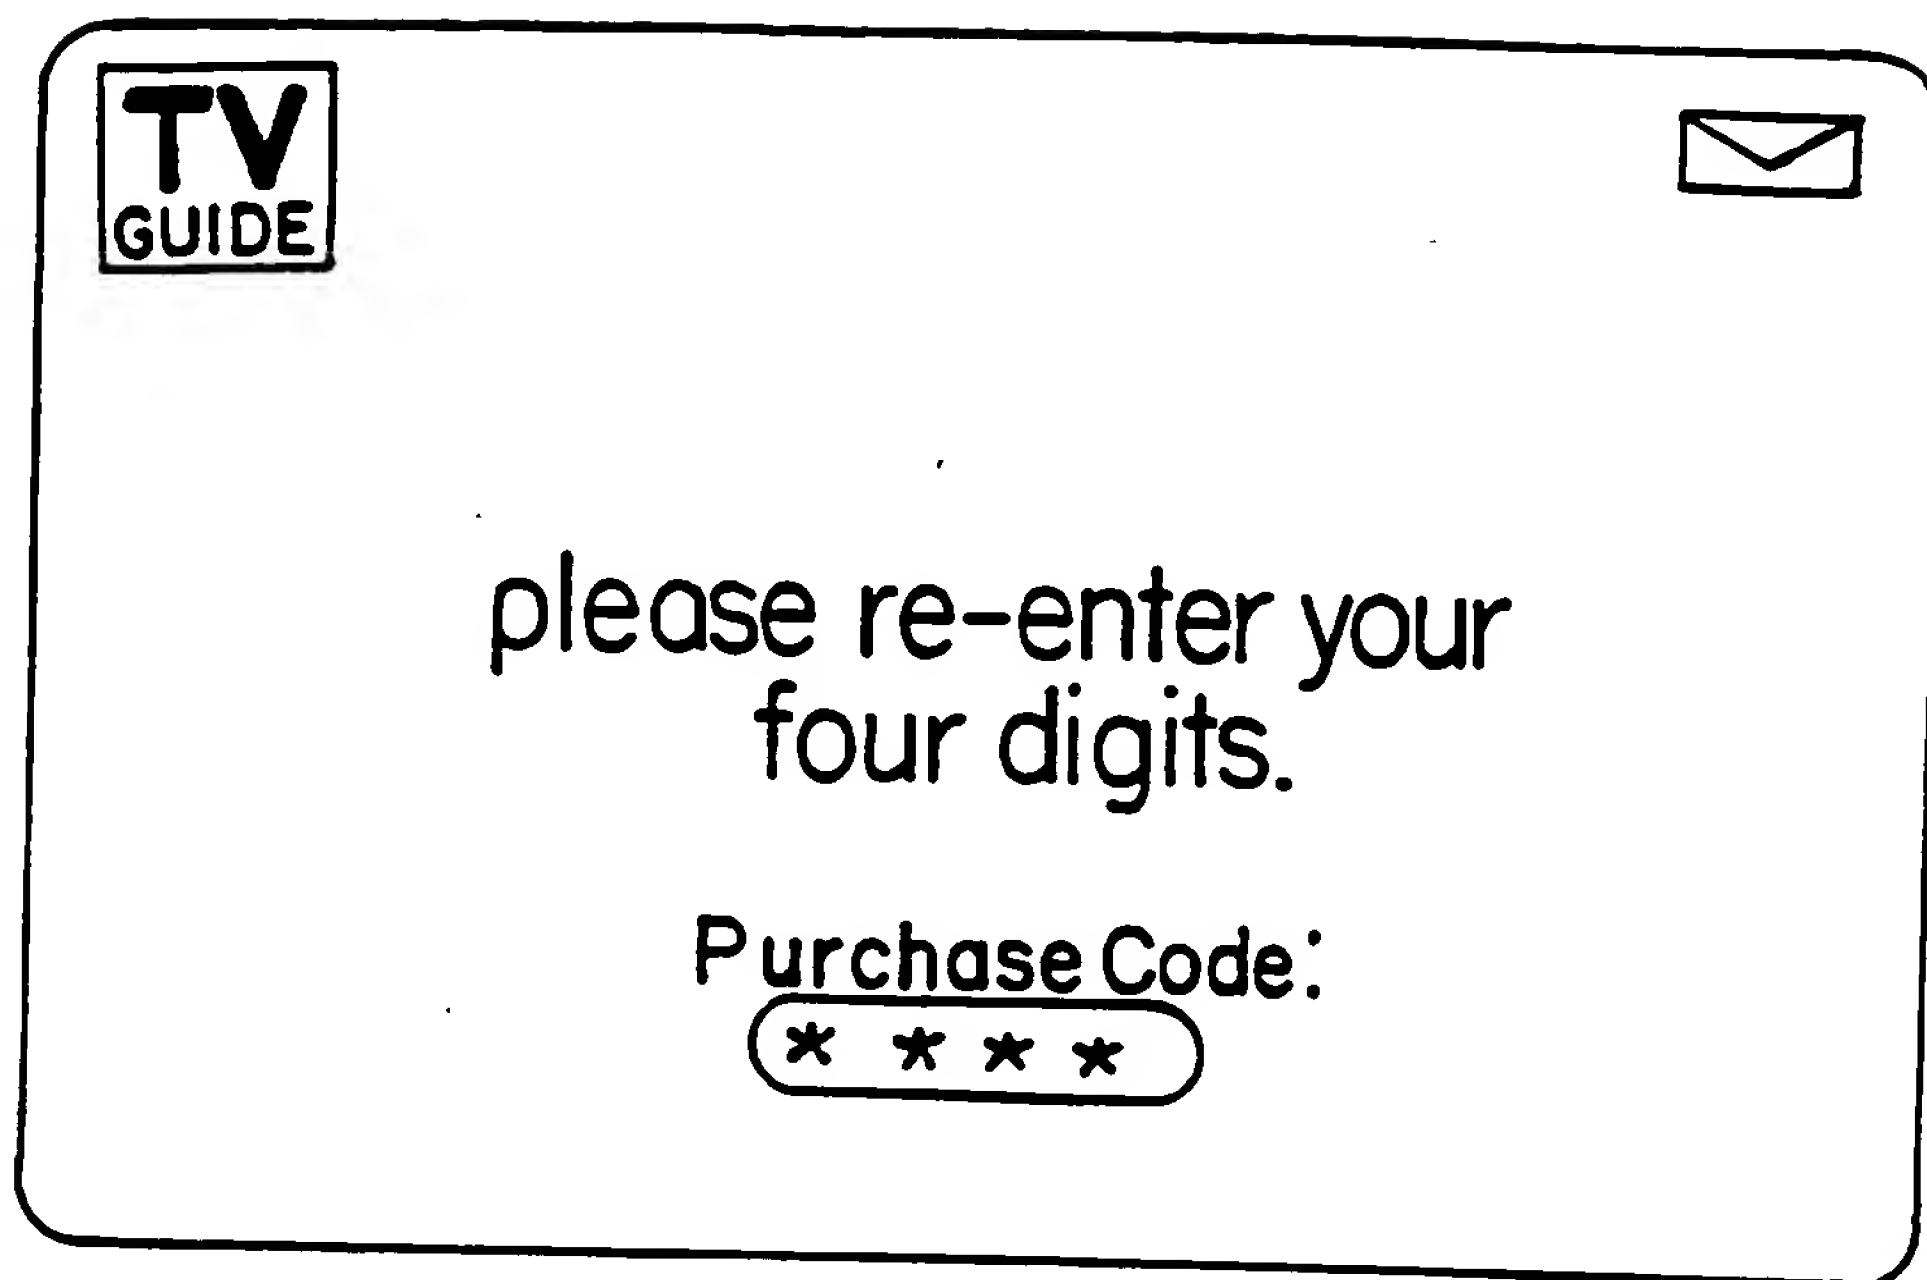 TV
GUIDE
please re-enter your
four digits.
Purchase Code:
* * * *